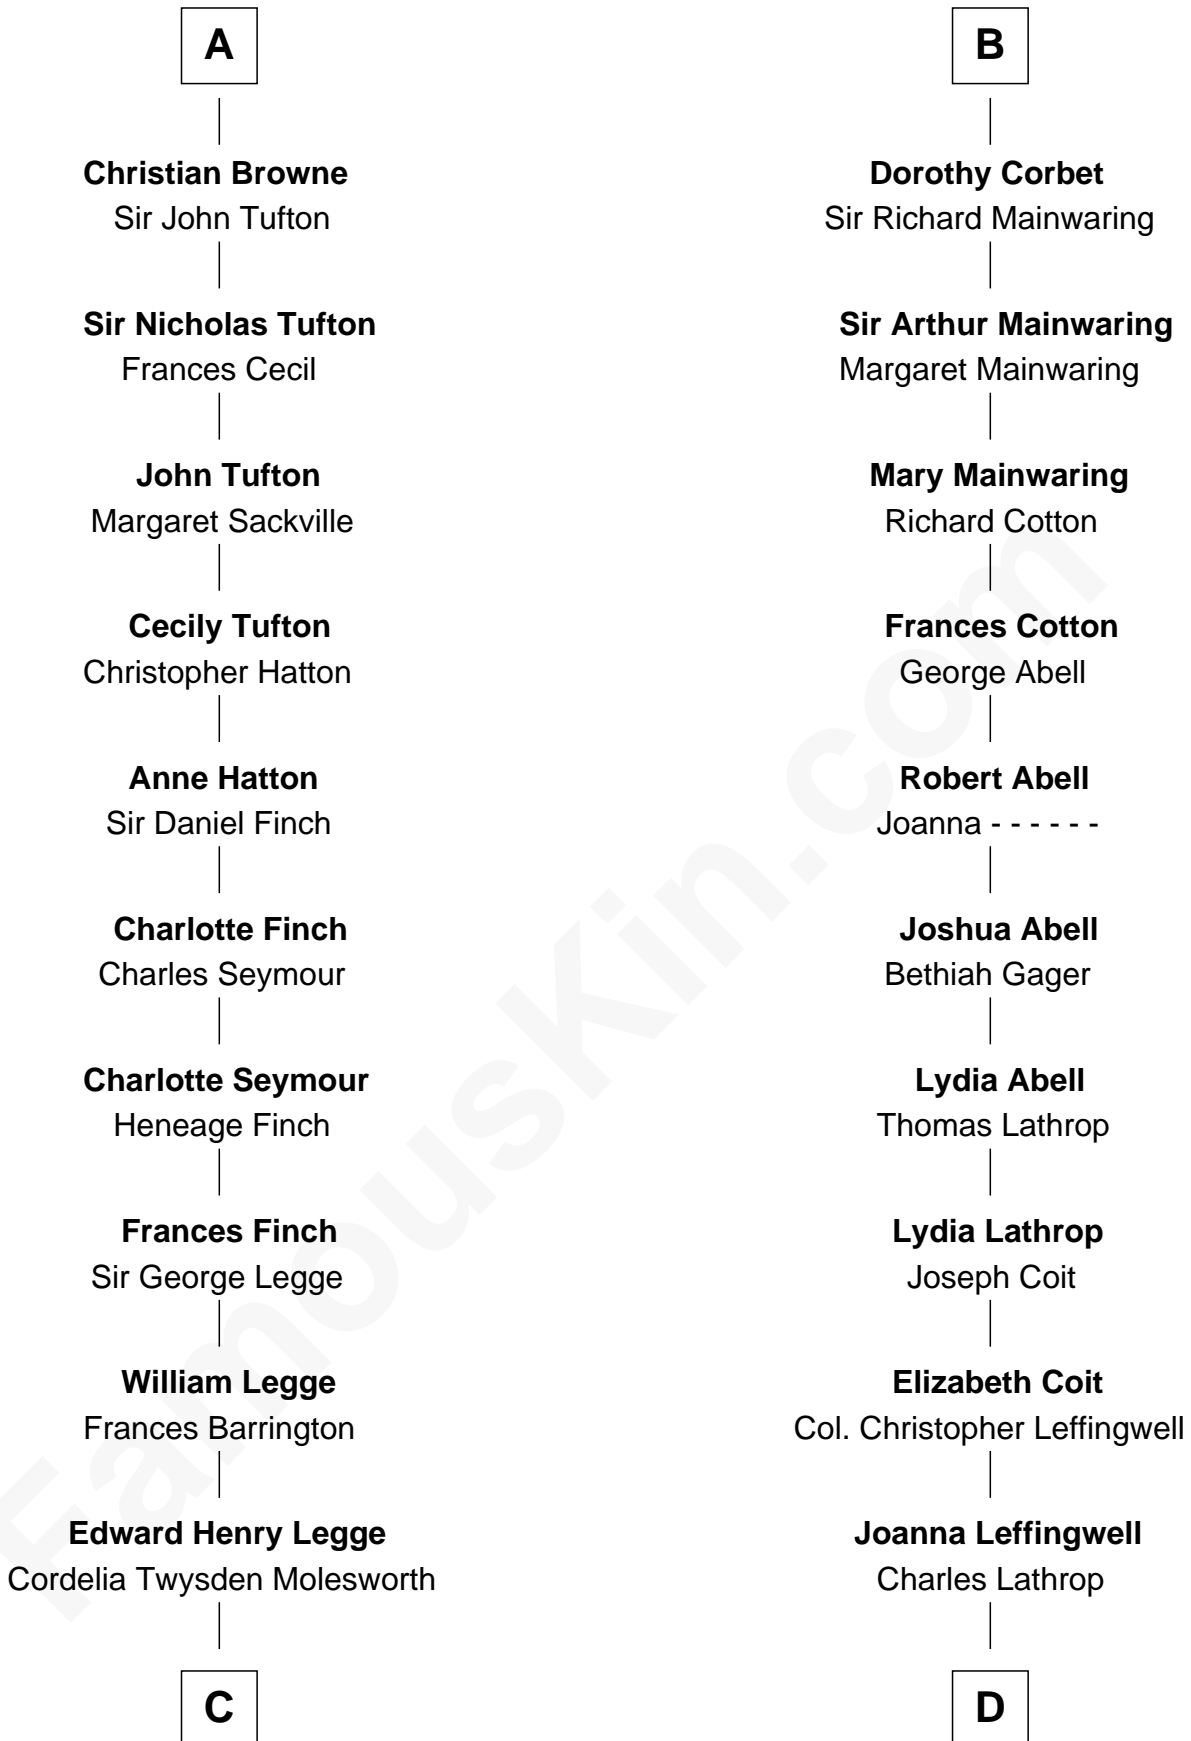 A
Christian Browne
Sir John Tufton
Sir Nicholas Tufton
Frances Cecil
John Tufton
Margaret Sackville
Cecily Tufton
Christopher Hatton
Anne Hatton
Sir Daniel Finch
Charlotte Finch
Charles Seymour
Charlotte Seymour
Heneage Finch
Frances Finch
Sir George Legge
William Legge
Frances Barrington
Edward Henry Legge
Cordelia Twysden Molesworth
C
B
Dorothy Corbet
Sir Richard Mainwaring
Sir Arthur Mainwaring
Margaret Mainwaring
Mary Mainwaring
Richard Cotton
Frances Cotton
George Abell
Robert Abell
Joanna - - - - - -
Joshua Abell
Bethiah Gager
Lydia Abell
Thomas Lathrop
Lydia Lathrop
Joseph Coit
Elizabeth Coit
Col. Christopher Leffingwell
Joanna Leffingwell
Charles Lathrop
D
FamousKin.com